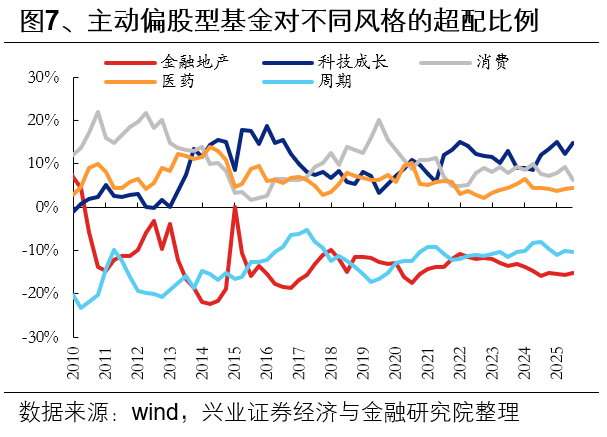 图7、主动偏股型基金对不同风格的超配比例
金融地产 科技成长 消费
医药 周期
30%
20%
10%
0%
-10%
-20%
-30%
2010 2011 2012 2013 2014 2015 2016 2017 2018 2019 2020 2021 2022 2023 2024 2025
数据来源：wind，兴业证券经济与金融研究院整理